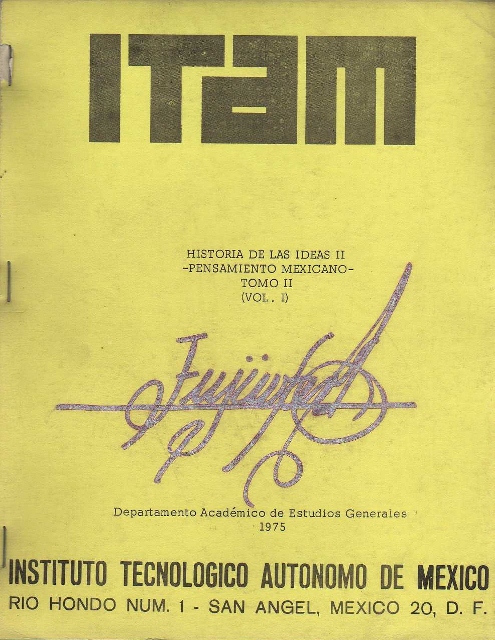 ITAM
HISTORIA DE LAS IDEAS II
-PENSAMIENTO MEXICANO-
TOMO II
(VOL. I)
Departamento Académico de Estudios Generales
1975
INSTITUTO TECNOLOGICO AUTONOMO DE MEXICO
RIO HONDO NUM. 1 - SAN ANGEL, MEXICO 20, D. F.